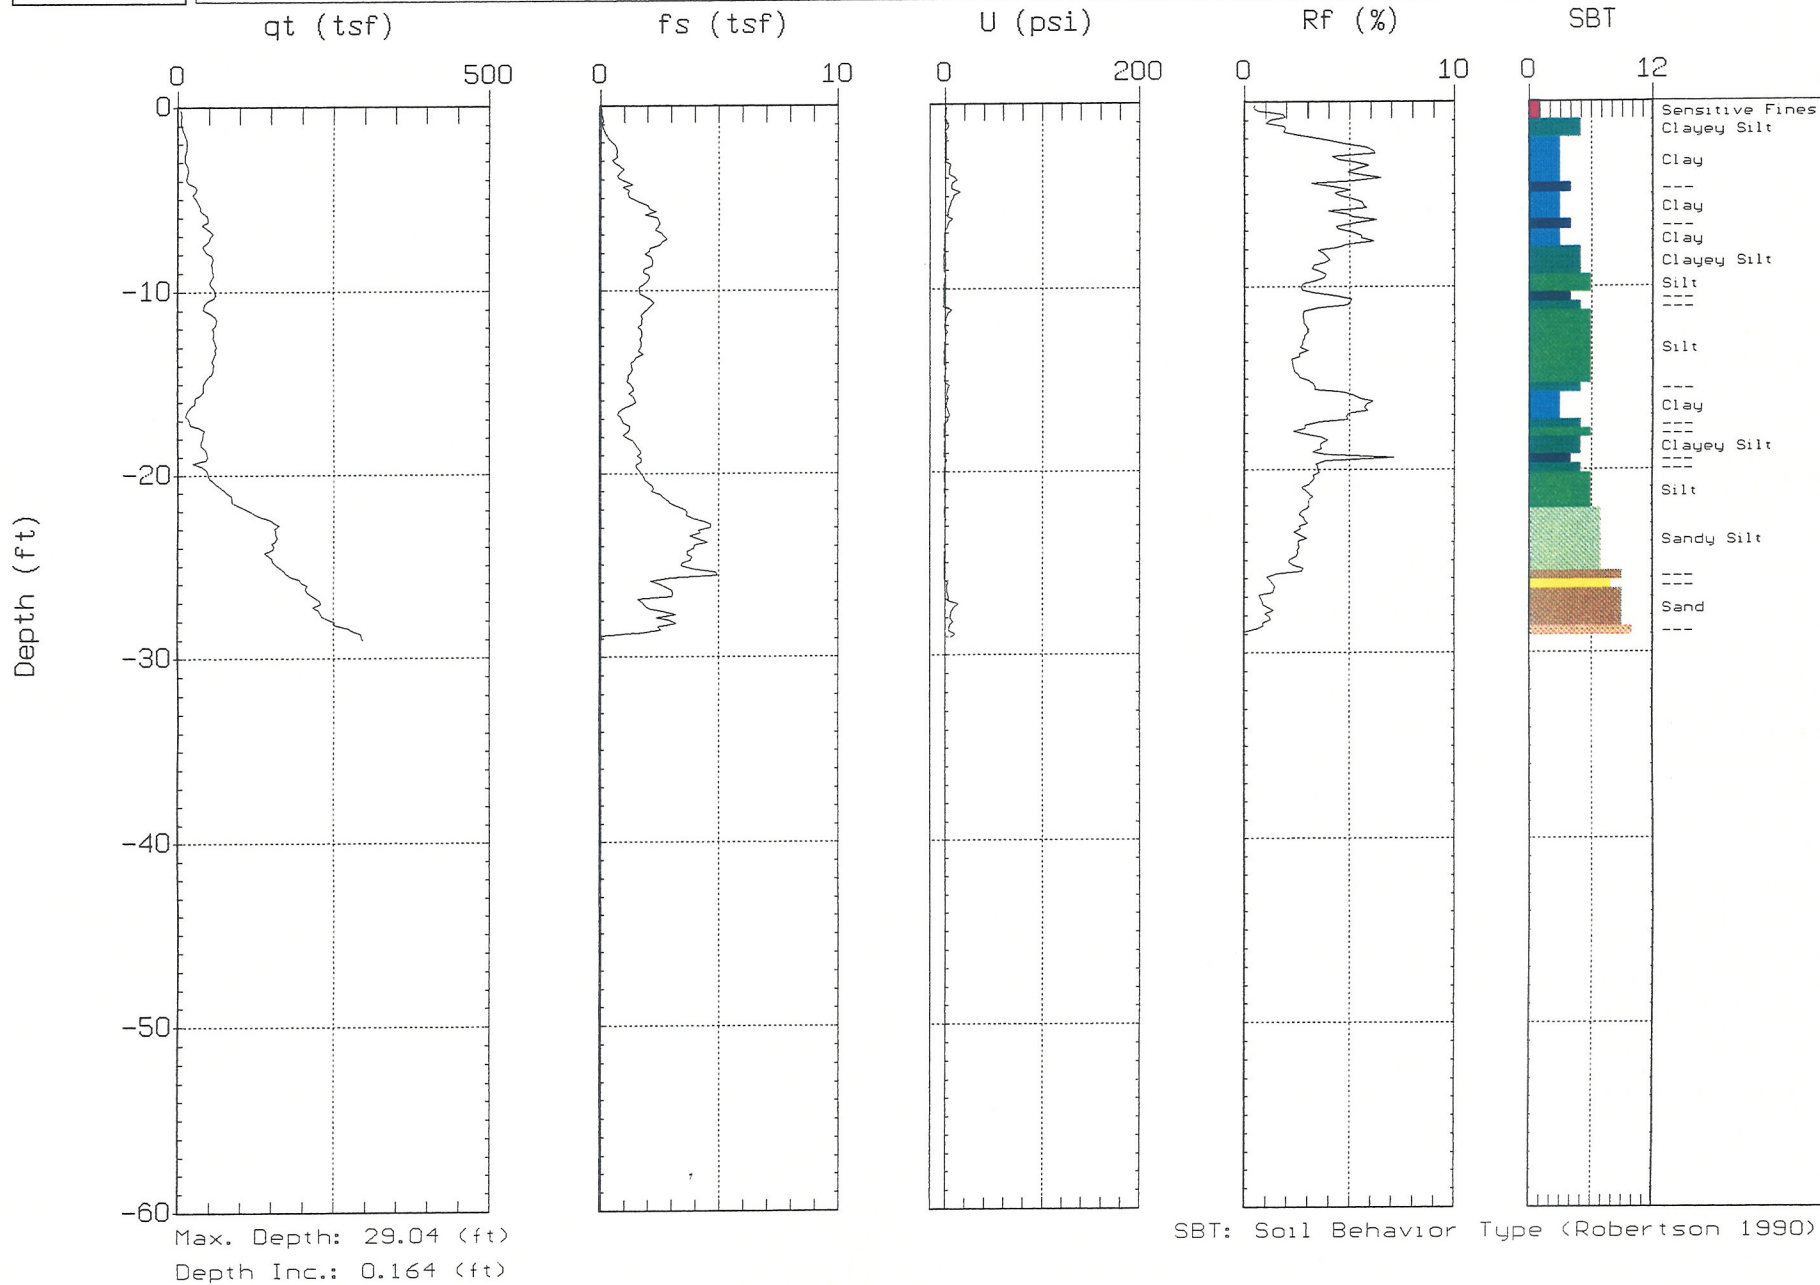 qt (tsf)
fs (tsf)
U (psi)
Rf (%)
SBT
0 500
0 10
0 200
0 10
0 12
Depth (ft)
0
-10
-20
-30
-40
-50
-60
Sensitive Fines
Clayey Silt
Clay
---
Clay
---
Clay
Clayey Silt
Silt
---
---
Silt
---
Clay
---
---
Clayey Silt
---
---
Silt
Sandy Silt
---
---
Sand
---
Max. Depth: 29.04 (ft)
Depth Inc.: 0.164 (ft)
SBT: Soil Behavior Type (Robertson 1990)